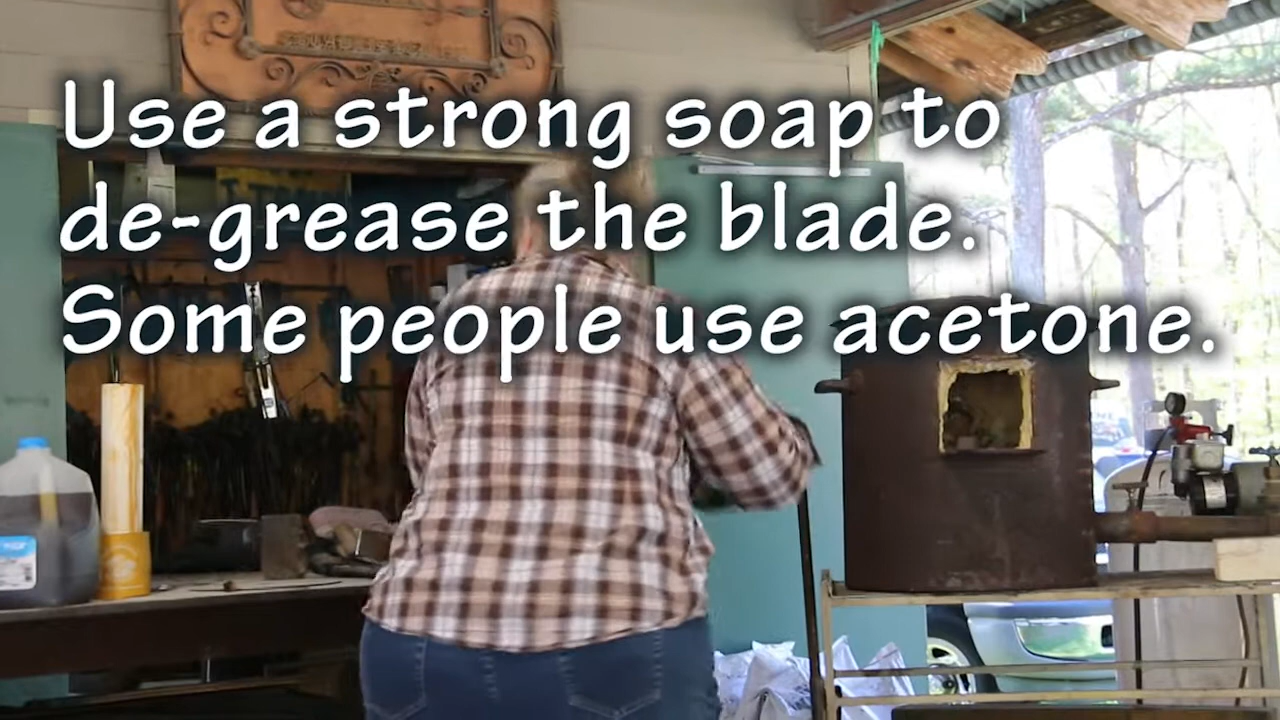 Use a strong soap to
de-grease the blade.
Some people use acetone.